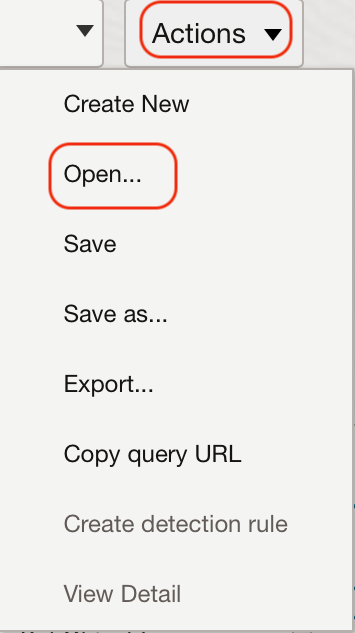 Actions
Create New
Open...
Save
Save as...
Export...
Copy query URL
Create detection rule
View Detail